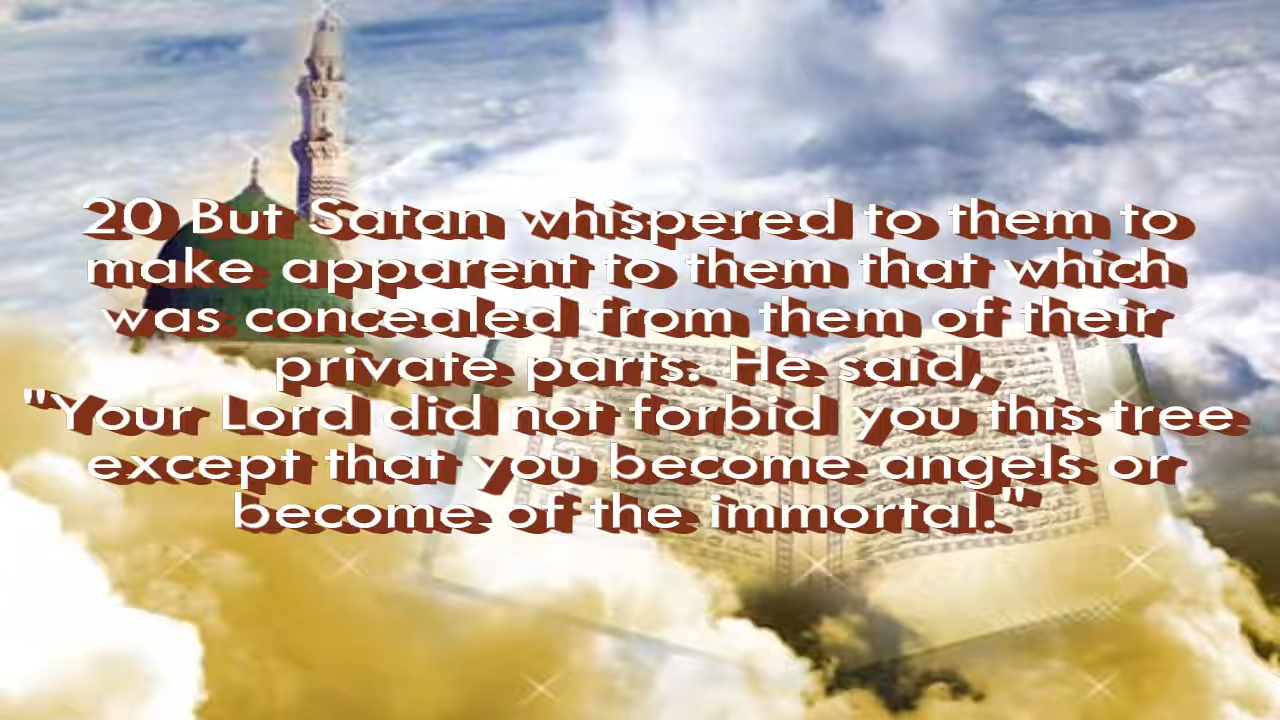 20 But Satan whispered to them to
make apparent to them that which
was concealed from them of their
private parts. He said,
"Your Lord did not forbid you this tree
except that you become angels or
become of the immortal."